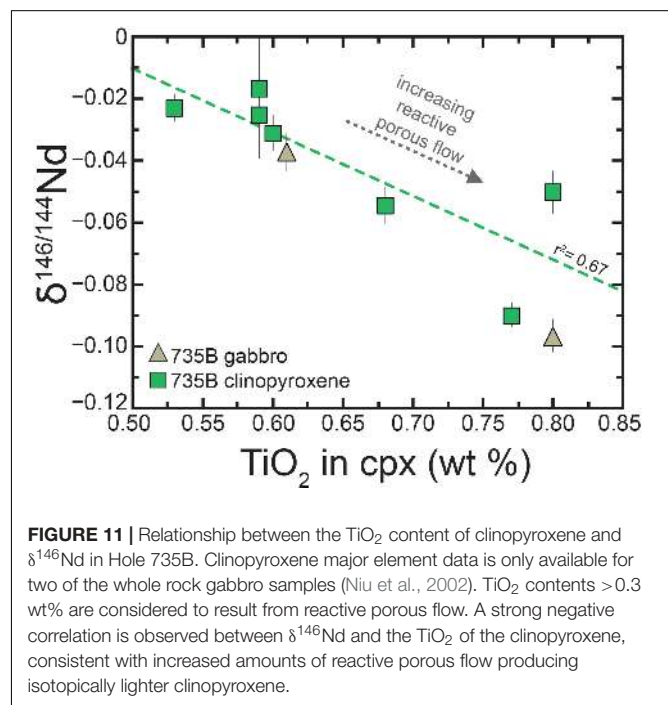 0
−0.02
−0.04
−0.06
−0.08
−0.10
−0.12
δ146/144Nd
increasing
reactive
porous
flow
r²= 0.67
735B gabbro
735B clinopyroxene
0.50 0.55 0.60 0.65 0.70 0.75 0.80 0.85
TiO₂ in cpx (wt %)
FIGURE 11 | Relationship between the TiO₂ content of clinopyroxene and
δ¹⁴⁶Nd in Hole 735B. Clinopyroxene major element data is only available for
two of the whole rock gabbro samples (Niu et al., 2002). TiO₂ contents >0.3
wt% are considered to result from reactive porous flow. A strong negative
correlation is observed between δ¹⁴⁶Nd and the TiO₂ of the clinopyroxene,
consistent with increased amounts of reactive porous flow producing
isotopically lighter clinopyroxene.